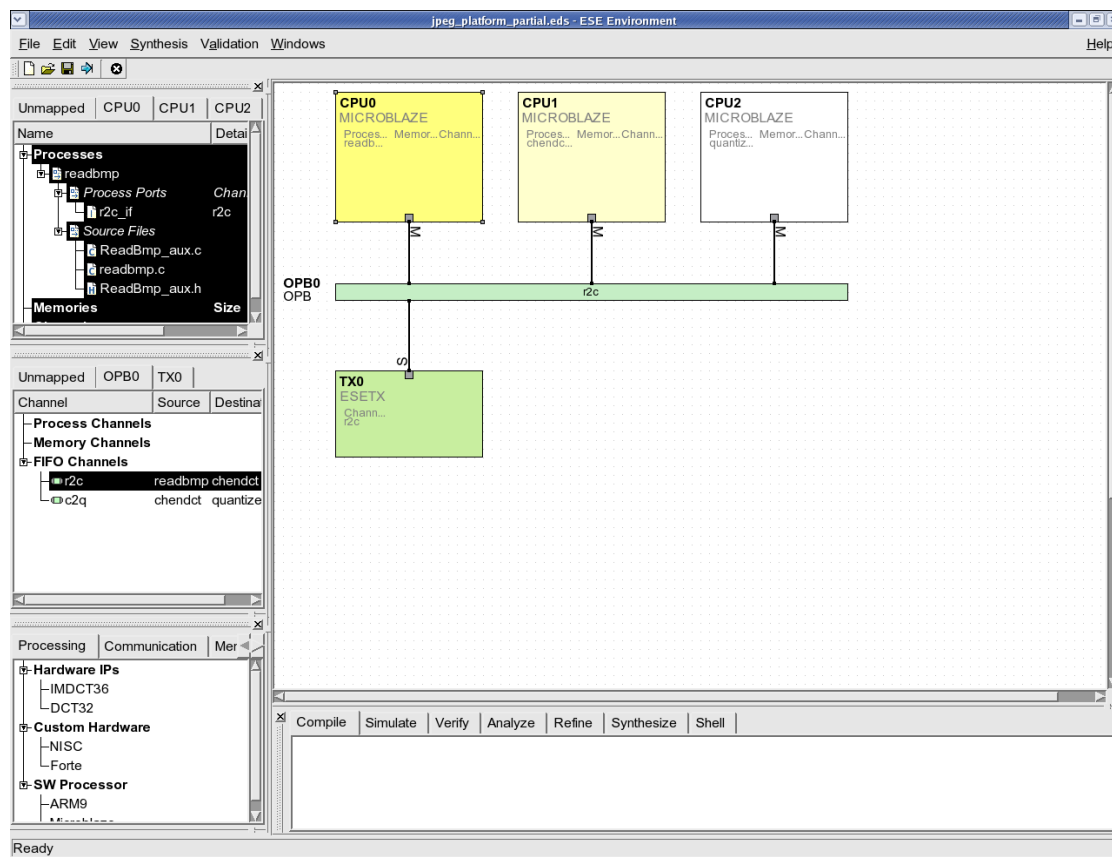 jpeg_platform_partial.eds - ESE Environment
File Edit View Synthesis Validation Windows Help
Unmapped CPU0 CPU1 CPU2
Name Detai
Processes
readbmp
Process Ports Chan
r2c_if r2c
Source Files
ReadBmp_aux.c
readbmp.c
ReadBmp_aux.h
Memories Size
Unmapped OPB0 TX0
Channel Source Destina
Process Channels
Memory Channels
FIFO Channels
r2c readbmp chendct
c2q chendct quantize
Processing Communication Mer
Hardware IPs
IMDCT36
DCT32
Custom Hardware
NISC
Forte
SW Processor
ARM9
CPU0
MICROBLAZE
Proces... Memor... Chann...
readb...
CPU1
MICROBLAZE
Proces... Memor... Chann...
chendc...
CPU2
MICROBLAZE
Proces... Memor... Chann...
quantiz...
M
M
M
OPB0
OPB
r2c
S
TX0
ESETX
Chann...
r2c
Compile Simulate Verify Analyze Refine Synthesize Shell
Ready